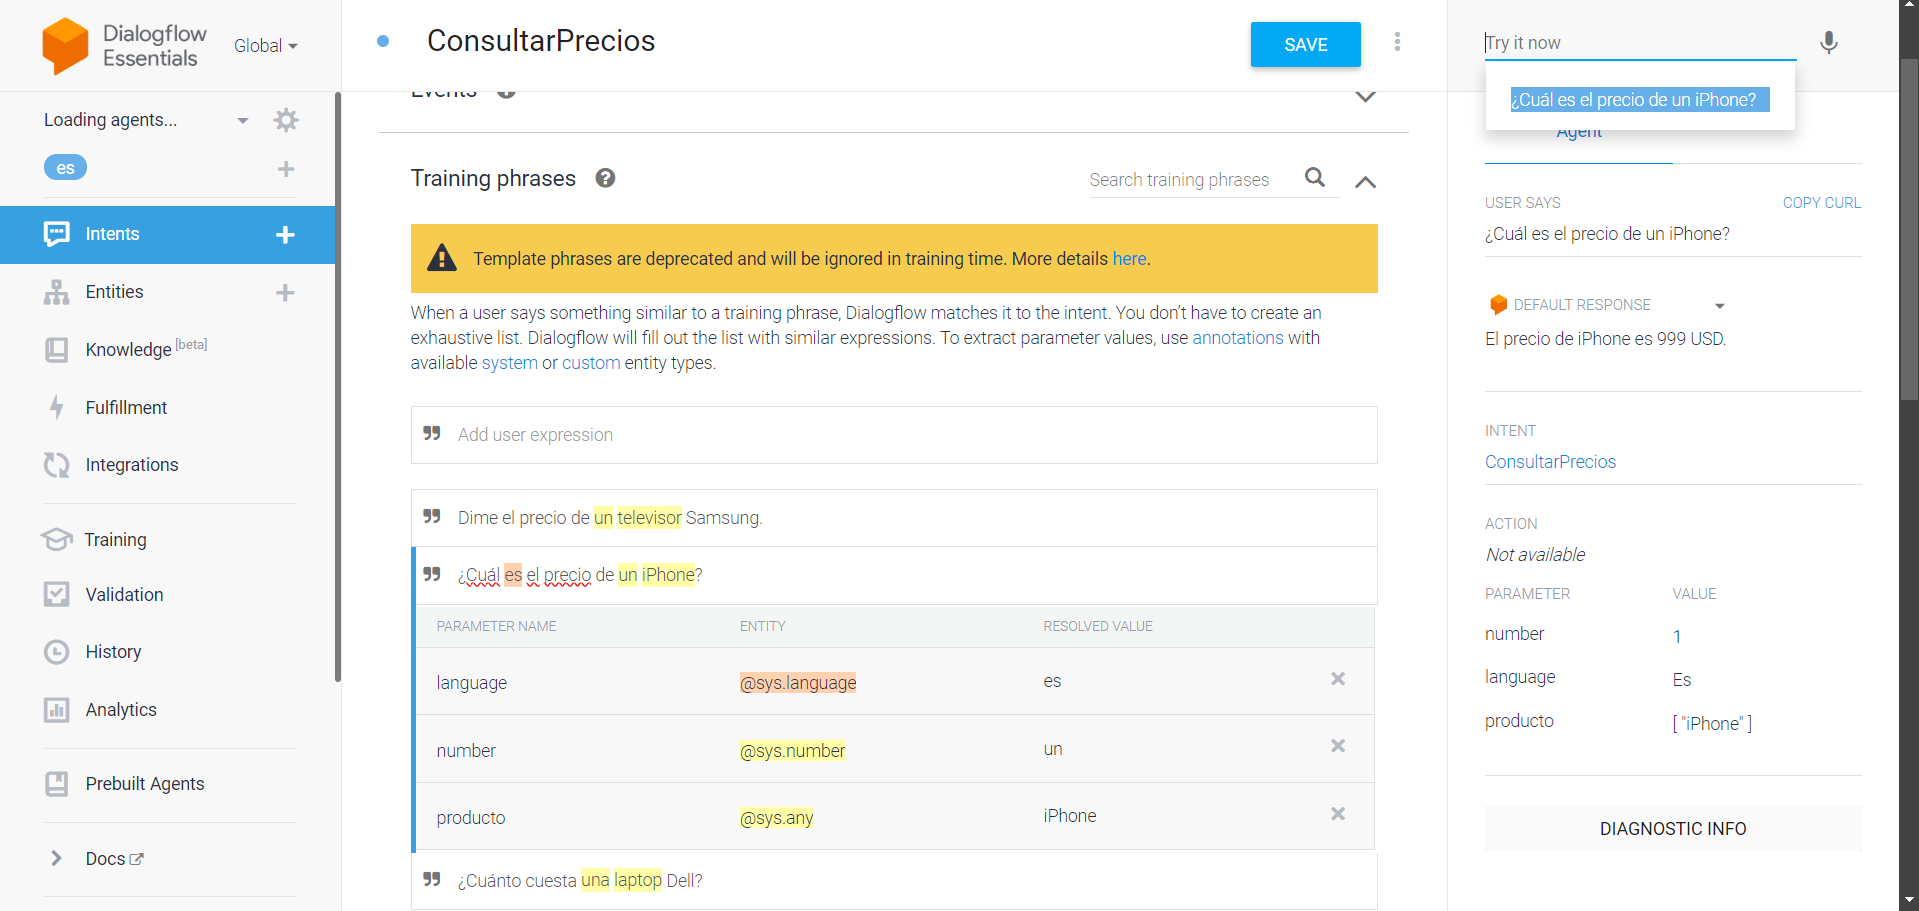 Dialogflow
Essentials
Global
Loading agents...
es
Intents
Entities
Knowledge [beta]
Fulfillment
Integrations
Training
Validation
History
Analytics
Prebuilt Agents
Docs
ConsultarPrecios
SAVE
Events
Training phrases
Search training phrases
Template phrases are deprecated and will be ignored in training time. More details here.
When a user says something similar to a training phrase, Dialogflow matches it to the intent. You don't have to create an
exhaustive list. Dialogflow will fill out the list with similar expressions. To extract parameter values, use annotations with
available system or custom entity types.
Add user expression
Dime el precio de un televisor Samsung.
¿Cuál es el precio de un iPhone?
PARAMETER NAME ENTITY RESOLVED VALUE
language @sys.language es
number @sys.number un
producto @sys.any iPhone
¿Cuánto cuesta una laptop Dell?
Try it now
¿Cuál es el precio de un iPhone?
Agent
USER SAYS COPY CURL
¿Cuál es el precio de un iPhone?
DEFAULT RESPONSE
El precio de iPhone es 999 USD.
INTENT
ConsultarPrecios
ACTION
Not available
PARAMETER VALUE
number 1
language Es
producto [ "iPhone" ]
DIAGNOSTIC INFO